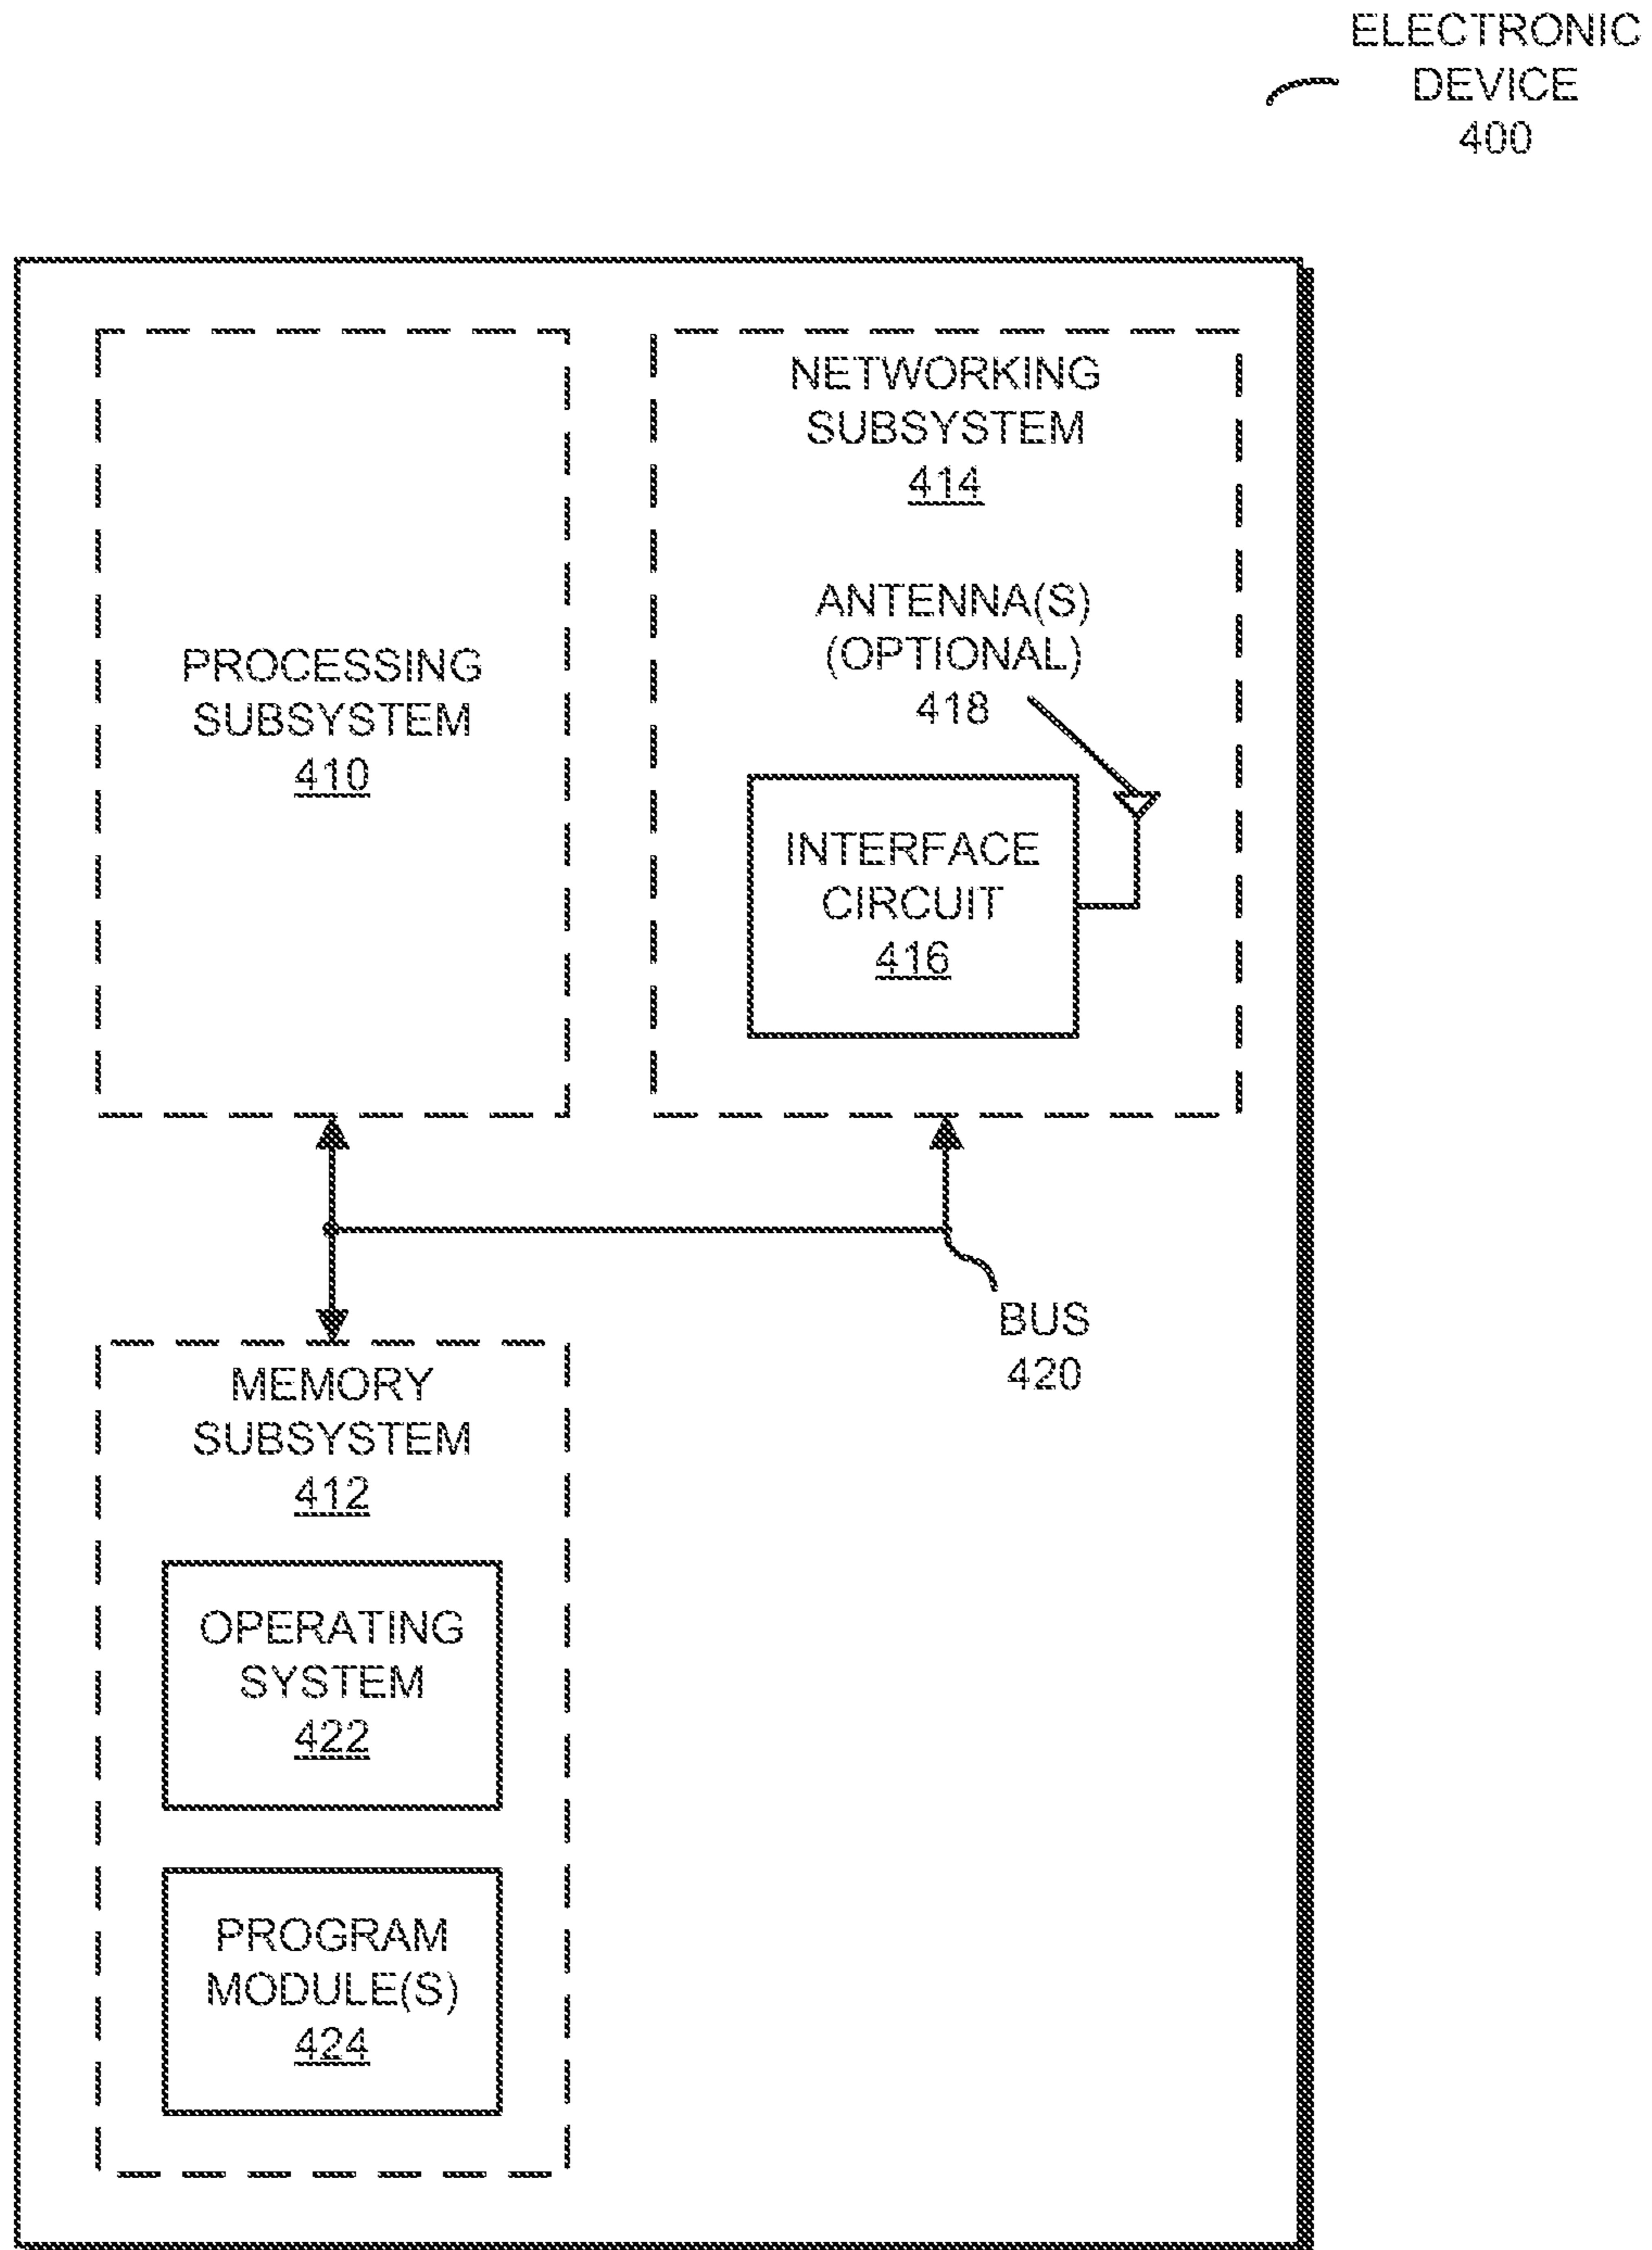 ELECTRONIC
DEVICE
400
NETWORKING
SUBSYSTEM
414
ANTENNA(S)
(OPTIONAL)
418
PROCESSING
SUBSYSTEM
410
INTERFACE
CIRCUIT
416
BUS
420
MEMORY
SUBSYSTEM
412
OPERATING
SYSTEM
422
PROGRAM
MODULE(S)
424